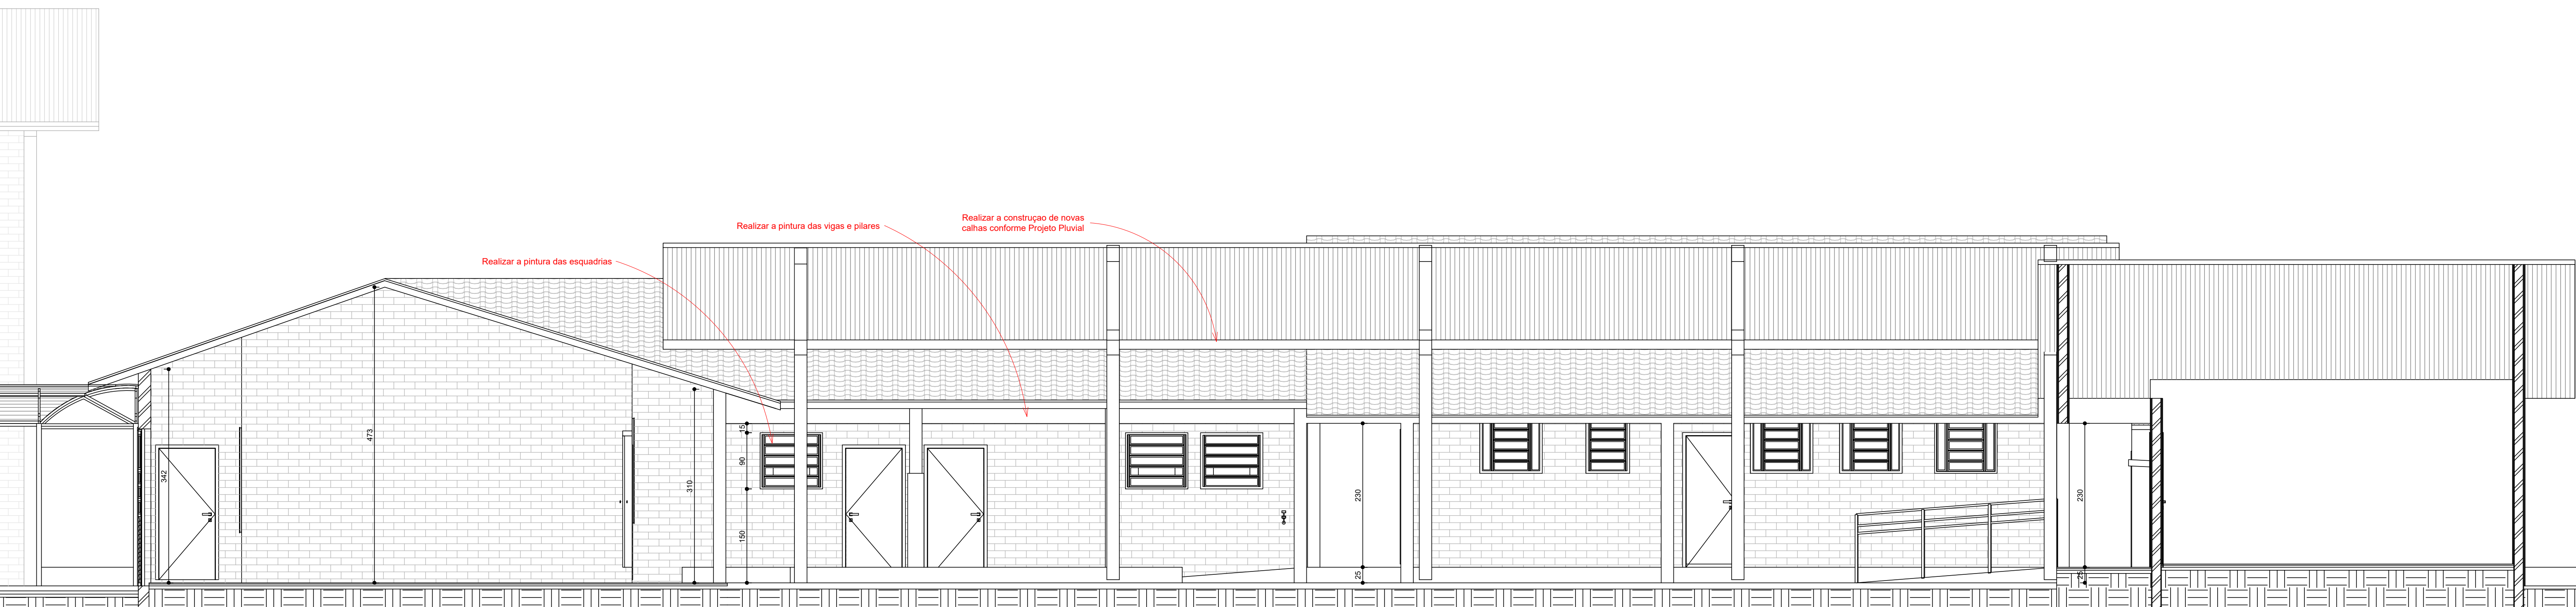 Realizar a construçao de novas
calhas conforme Projeto Pluvial
Realizar a pintura das vigas e pilares
Realizar a pintura das esquadrias
342
473
310
15
90
150
230
25
230
25